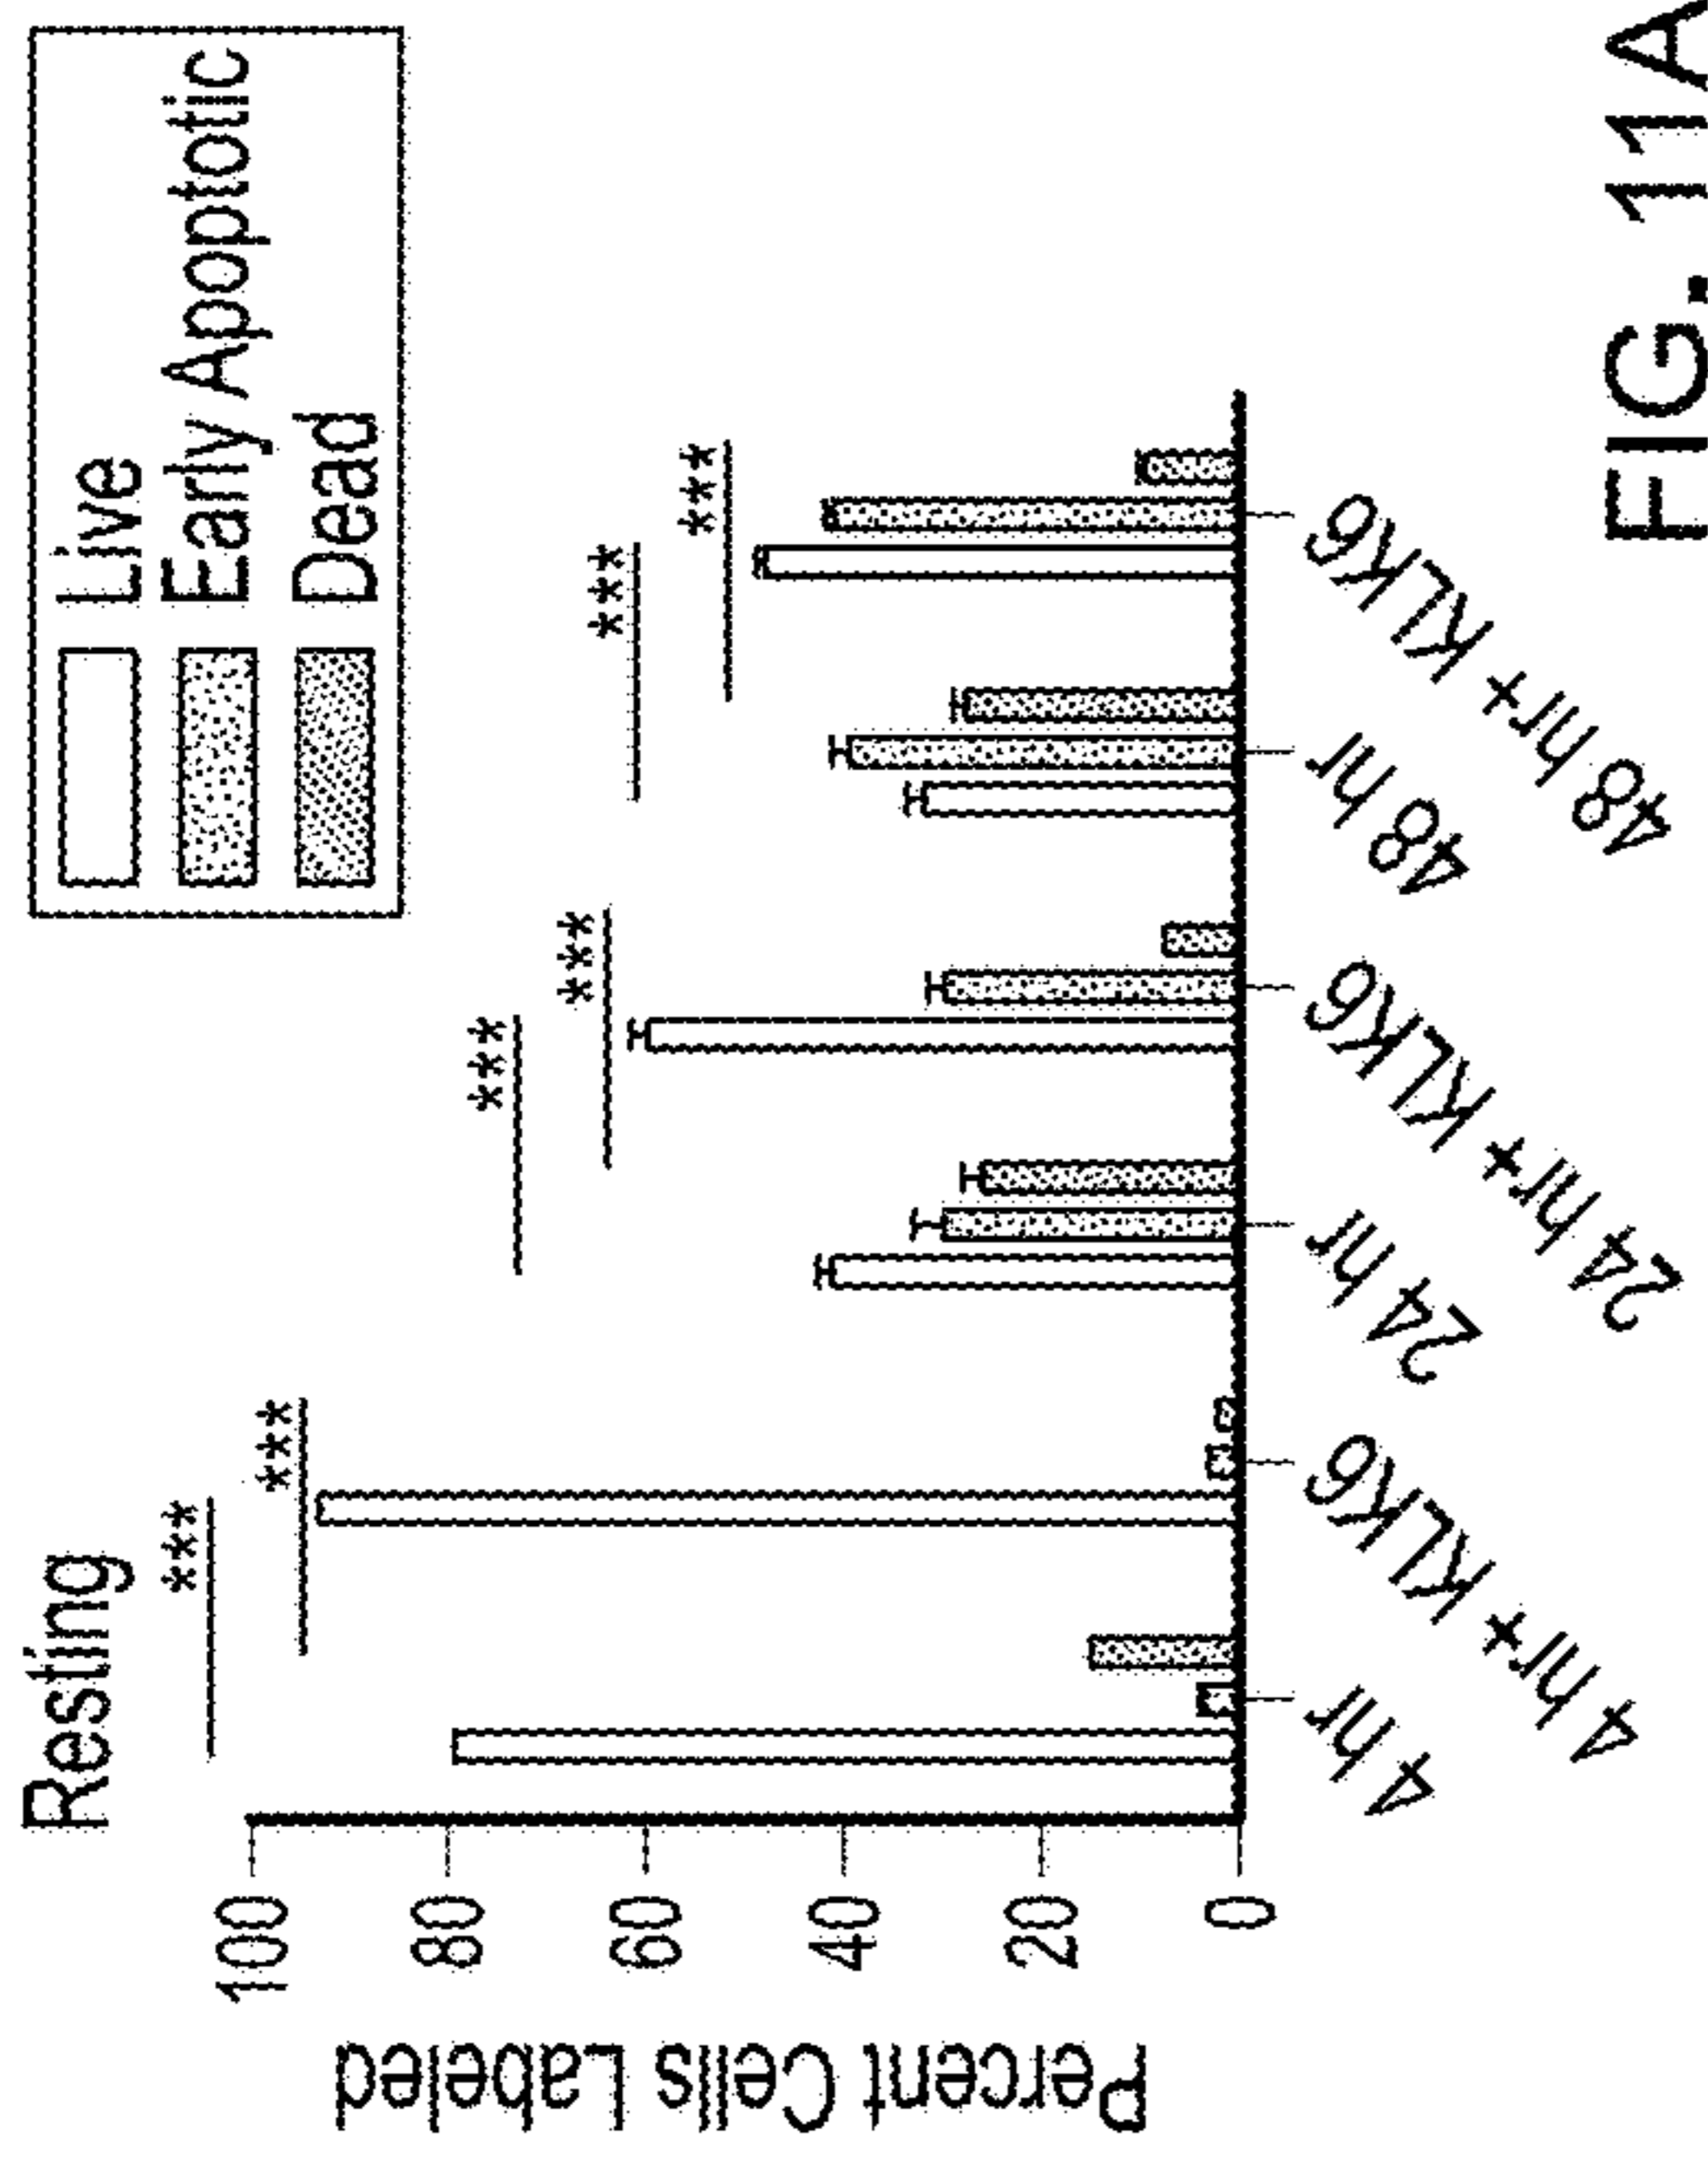 Resting
Live
Early Apoptotic
Dead
***
***
***
***
***
***
Percent Cells Labeled
100
80
60
40
20
0
4 hr
4 hr+ KLK6
24 hr
24 hr+ KLK6
48 hr
48 hr+ KLK6
FIG. 11A